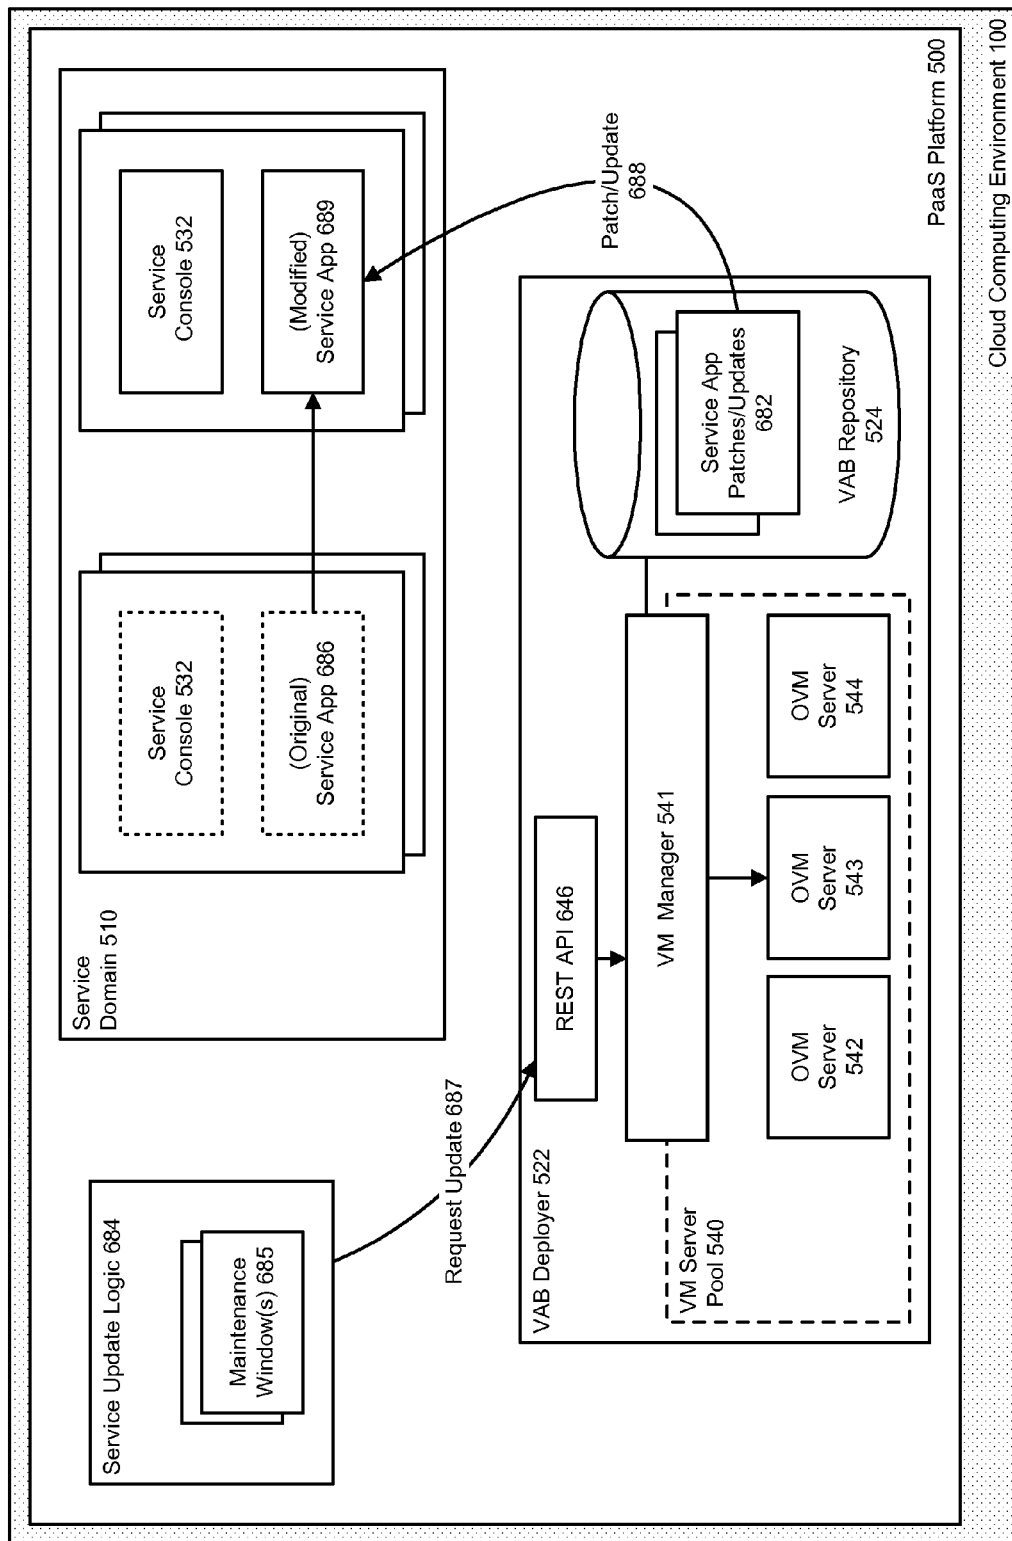 Service Update Logic 684
Maintenance
Window(s) 685
Service
Domain 510
Service
Console 532
(Original)
Service App 686
Service
Console 532
(Modified)
Service App 689
Request Update 687
Patch/Update
688
VAB Deployer 522
REST API 646
VM Server
Pool 540
VM Manager 541
OVM
Server
542
OVM
Server
543
OVM
Server
544
Service App
Patches/Updates
682
VAB Repository
524
PaaS Platform 500
Cloud Computing Environment 100